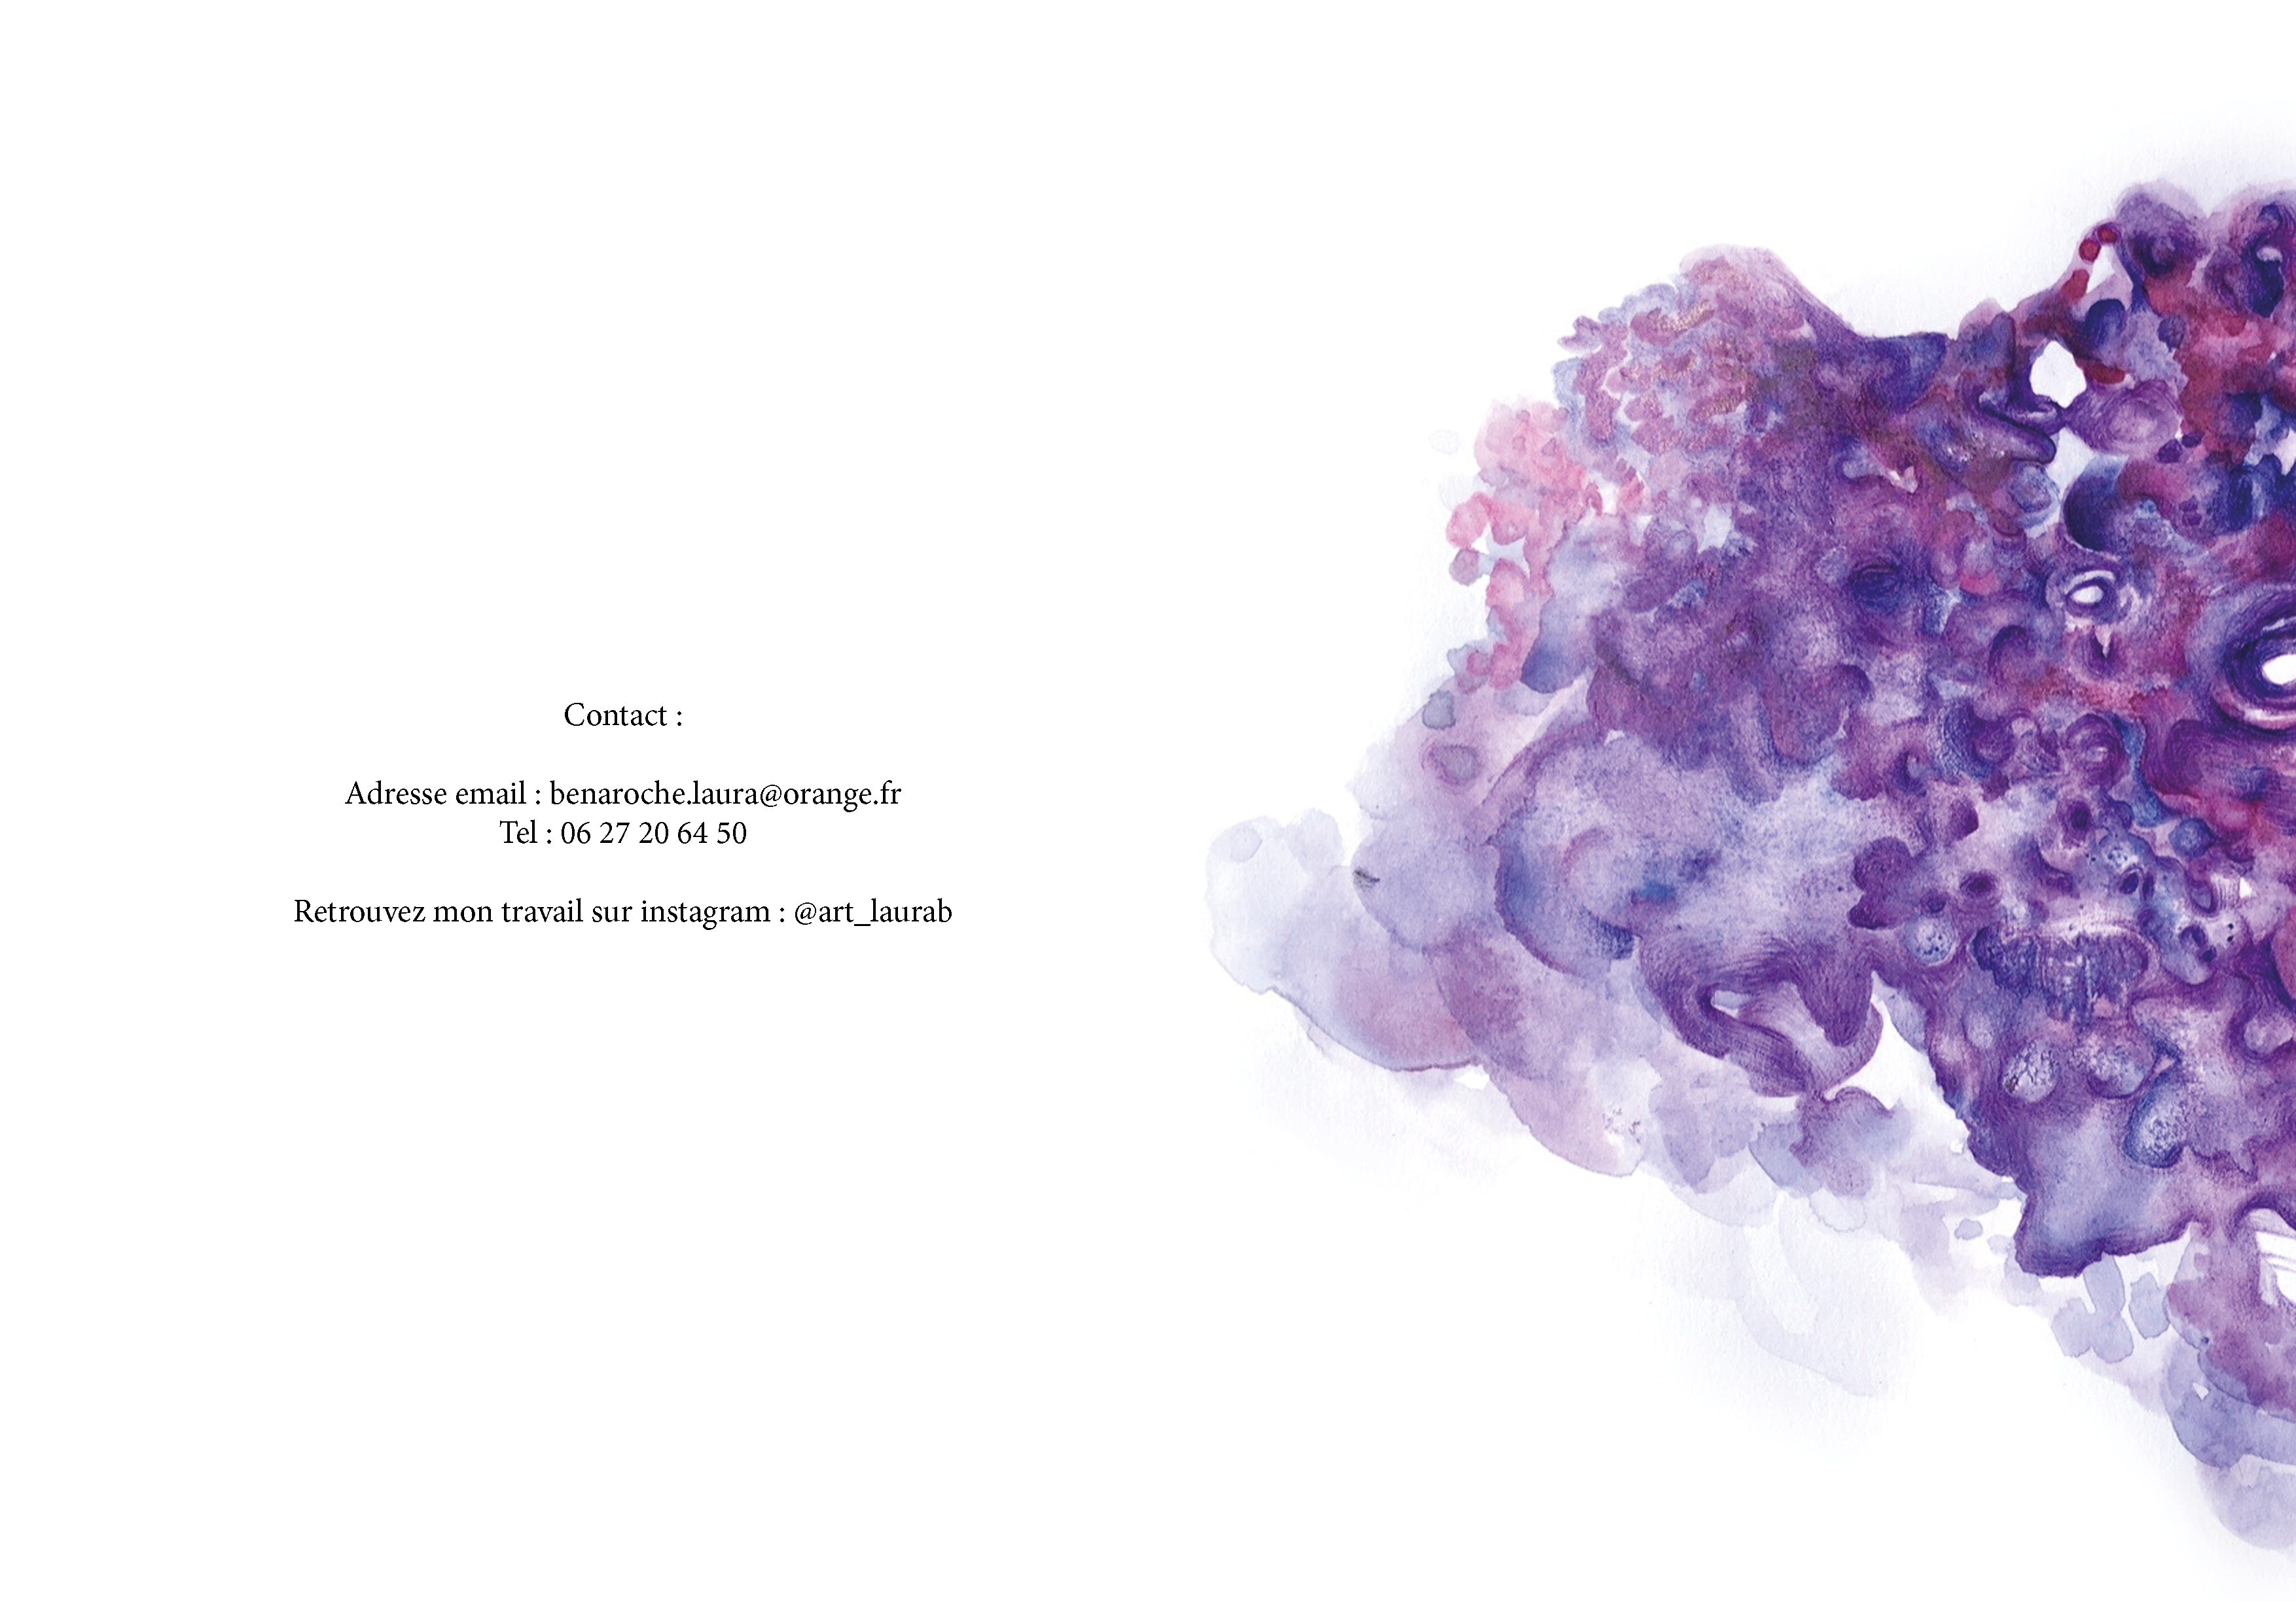 Contact :
Adresse email : benaroche.laura@orange.fr
Tel : 06 27 20 64 50
Retrouvez mon travail sur instagram : @art_laurab